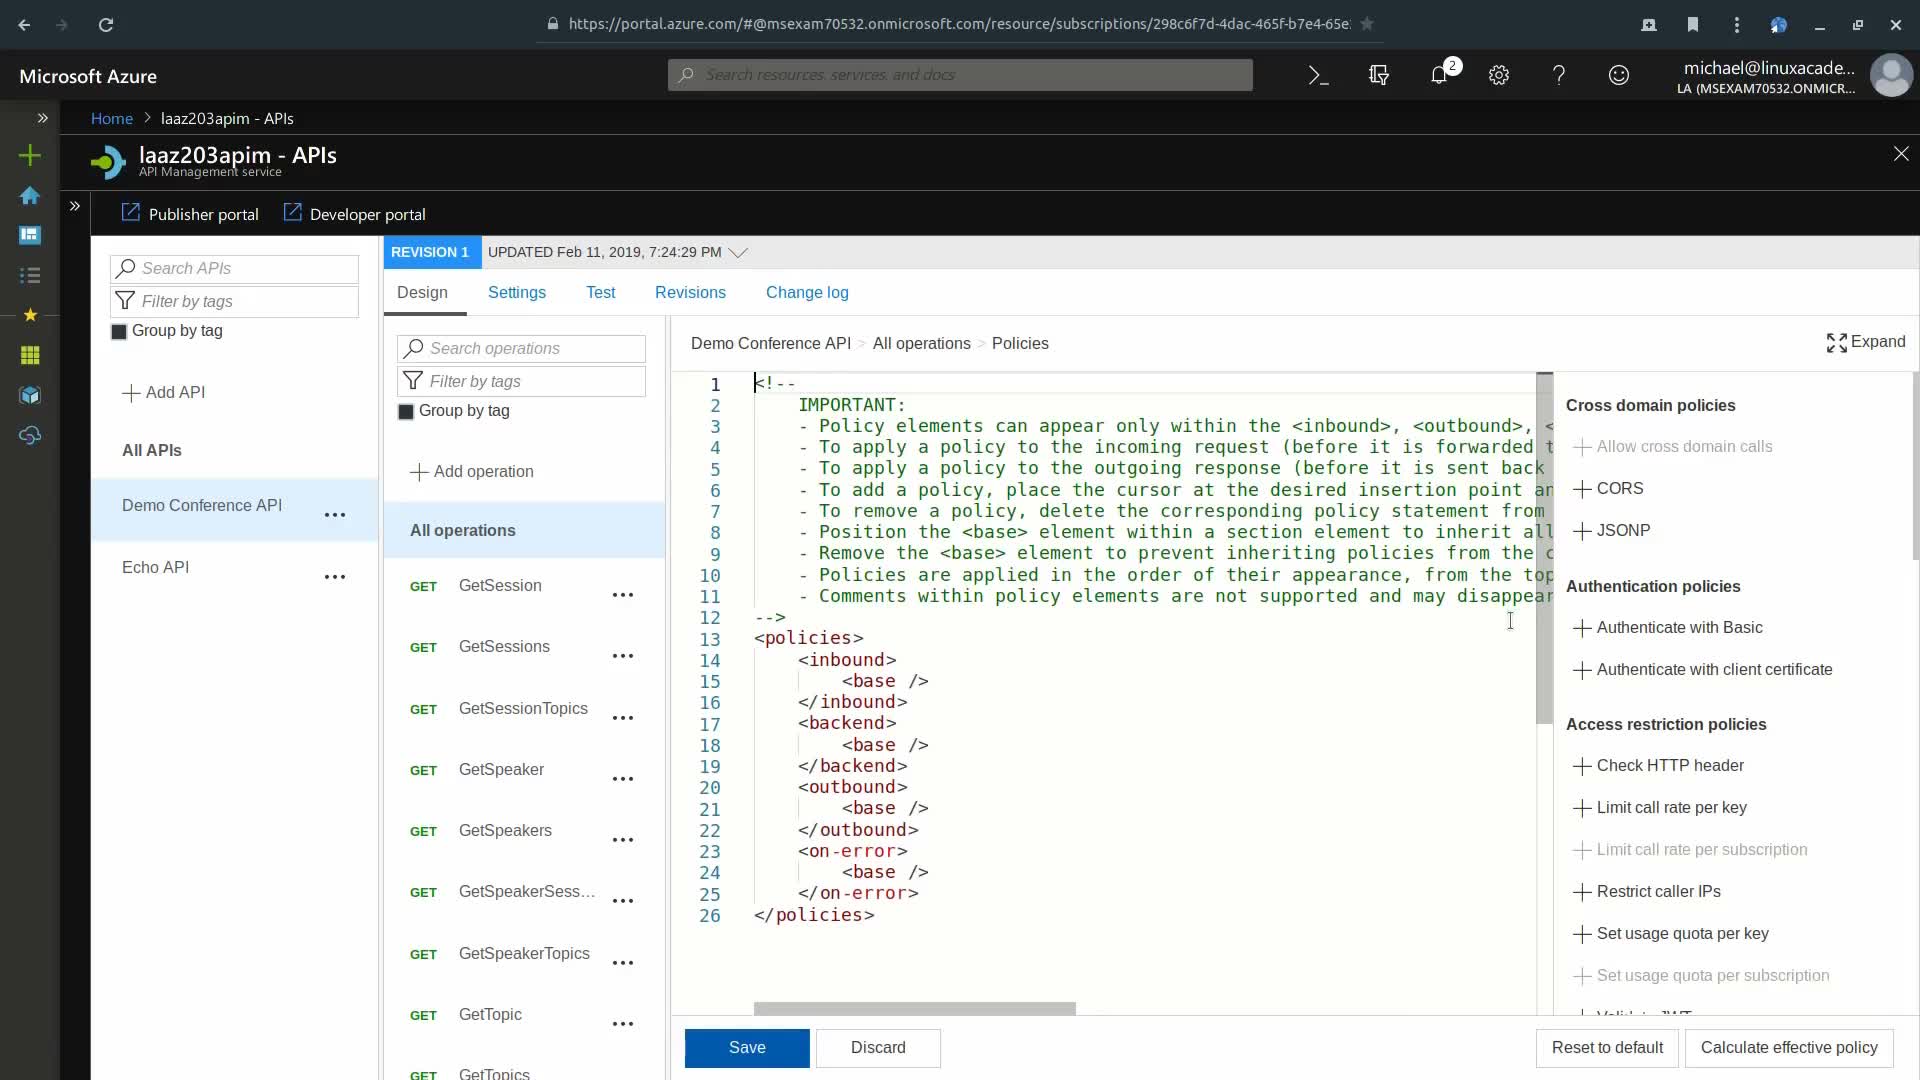 https://portal.azure.com/#@msexam70532.onmicrosoft.com/resource/subscriptions/298c6f7d-4dac-465f-b7e4-65e
Microsoft Azure
Search resources, services, and docs
2
michael@linuxacade...
LA (MSEXAM70532.ONMICR...
Home > laaz203apim - APIs
laaz203apim - APIs
API Management service
Publisher portal
Developer portal
Search APIs
Filter by tags
Group by tag
Add API
All APIs
Demo Conference API
Echo API
REVISION 1
UPDATED Feb 11, 2019, 7:24:29 PM
Design
Settings
Test
Revisions
Change log
Search operations
Filter by tags
Group by tag
Add operation
All operations
GET GetSession
GET GetSessions
GET GetSessionTopics
GET GetSpeaker
GET GetSpeakers
GET GetSpeakerSess...
GET GetSpeakerTopics
GET GetTopic
GET GetTopics
Demo Conference API > All operations > Policies
Expand
1 <!--
2 IMPORTANT:
3 - Policy elements can appear only within the <inbound>, <outbound>, <
4 - To apply a policy to the incoming request (before it is forwarded t
5 - To apply a policy to the outgoing response (before it is sent back
6 - To add a policy, place the cursor at the desired insertion point an
7 - To remove a policy, delete the corresponding policy statement from
8 - Position the <base> element within a section element to inherit all
9 - Remove the <base> element to prevent inheriting policies from the c
10 - Policies are applied in the order of their appearance, from the top
11 - Comments within policy elements are not supported and may disappear
12 -->
13 <policies>
14 <inbound>
15 <base />
16 </inbound>
17 <backend>
18 <base />
19 </backend>
20 <outbound>
21 <base />
22 </outbound>
23 <on-error>
24 <base />
25 </on-error>
26 </policies>
Cross domain policies
Allow cross domain calls
CORS
JSONP
Authentication policies
Authenticate with Basic
Authenticate with client certificate
Access restriction policies
Check HTTP header
Limit call rate per key
Limit call rate per subscription
Restrict caller IPs
Set usage quota per key
Set usage quota per subscription
Save
Discard
Reset to default
Calculate effective policy